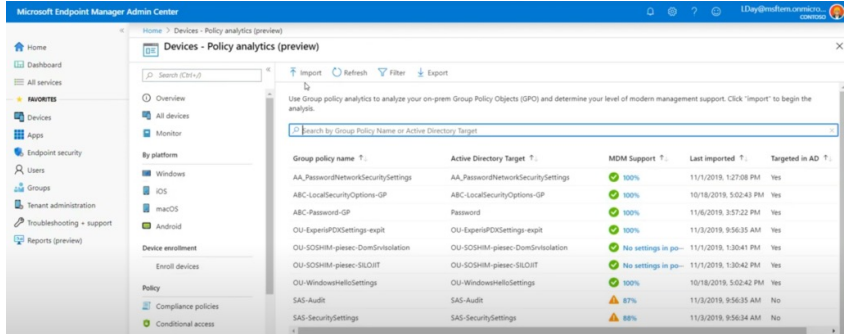 Microsoft Endpoint Manager Admin Center
LDay@msftem.onmicro...
CONTOSO
Home > Devices - Policy analytics (preview)
Devices - Policy analytics (preview)
Home
Dashboard
All services
FAVORITES
Devices
Apps
Endpoint security
Users
Groups
Tenant administration
Troubleshooting + support
Reports (preview)
Search (Ctrl+/)
Overview
All devices
Monitor
By platform
Windows
iOS
macOS
Android
Device enrollment
Enroll devices
Policy
Compliance policies
Conditional access
Import Refresh Filter Export
Use Group policy analytics to analyze your on-prem Group Policy Objects (GPO) and determine your level of modern management support. Click "import" to begin the
analysis.
Search by Group Policy Name or Active Directory Target
Group policy name Active Directory Target MDM Support Last imported Targeted in AD
AA_PasswordNetworkSecuritySettings AA_PasswordNetworkSecuritySettings 100% 11/1/2019, 1:27:08 PM Yes
ABC-LocalSecurityOptions-GP ABC-LocalSecurityOptions-GP 100% 10/18/2019, 5:02:43 PM Yes
ABC-Password-GP Password 100% 11/6/2019, 3:57:22 PM Yes
OU-ExperisPDXSettings-expit OU-ExperisPDXSettings-expit 100% 11/3/2019, 9:56:35 AM Yes
OU-SOSHIM-piesec-DomSrvIsolation OU-SOSHIM-piesec-DomSrvIsolation No settings in po... 11/1/2019, 1:30:41 PM Yes
OU-SOSHIM-piesec-SILOJIT OU-SOSHIM-piesec-SILOJIT No settings in po... 11/1/2019, 1:30:42 PM Yes
OU-WindowsHelloSettings OU-WindowsHelloSettings 100% 10/18/2019, 5:02:42 PM Yes
SAS-Audit SAS-Audit 87% 11/3/2019, 9:56:35 AM No
SAS-SecuritySettings SAS-SecuritySettings 88% 11/3/2019, 9:56:34 AM No